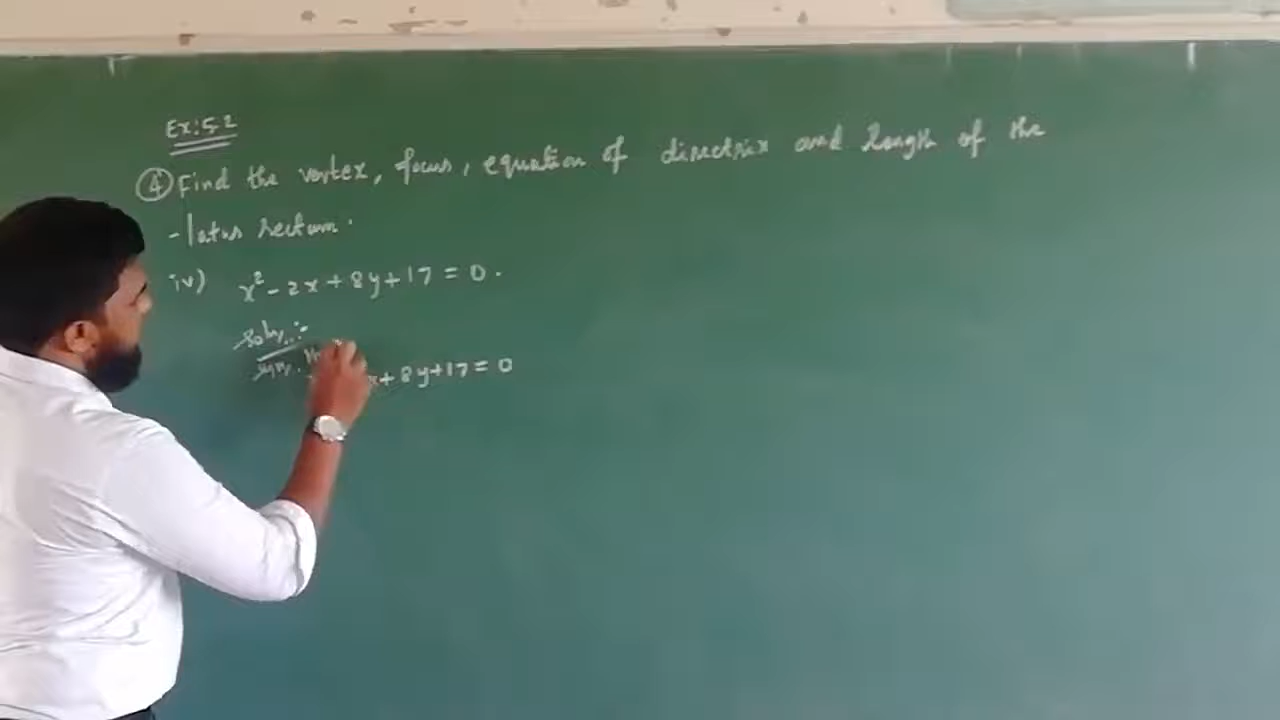 Ex: 5.2
④ Find the vertex, focus, equation of directrix and length of the
-latus rectum.
iv) x² - 2x + 8y + 17 = 0.
Soln.:-
x + 8y + 17 = 0